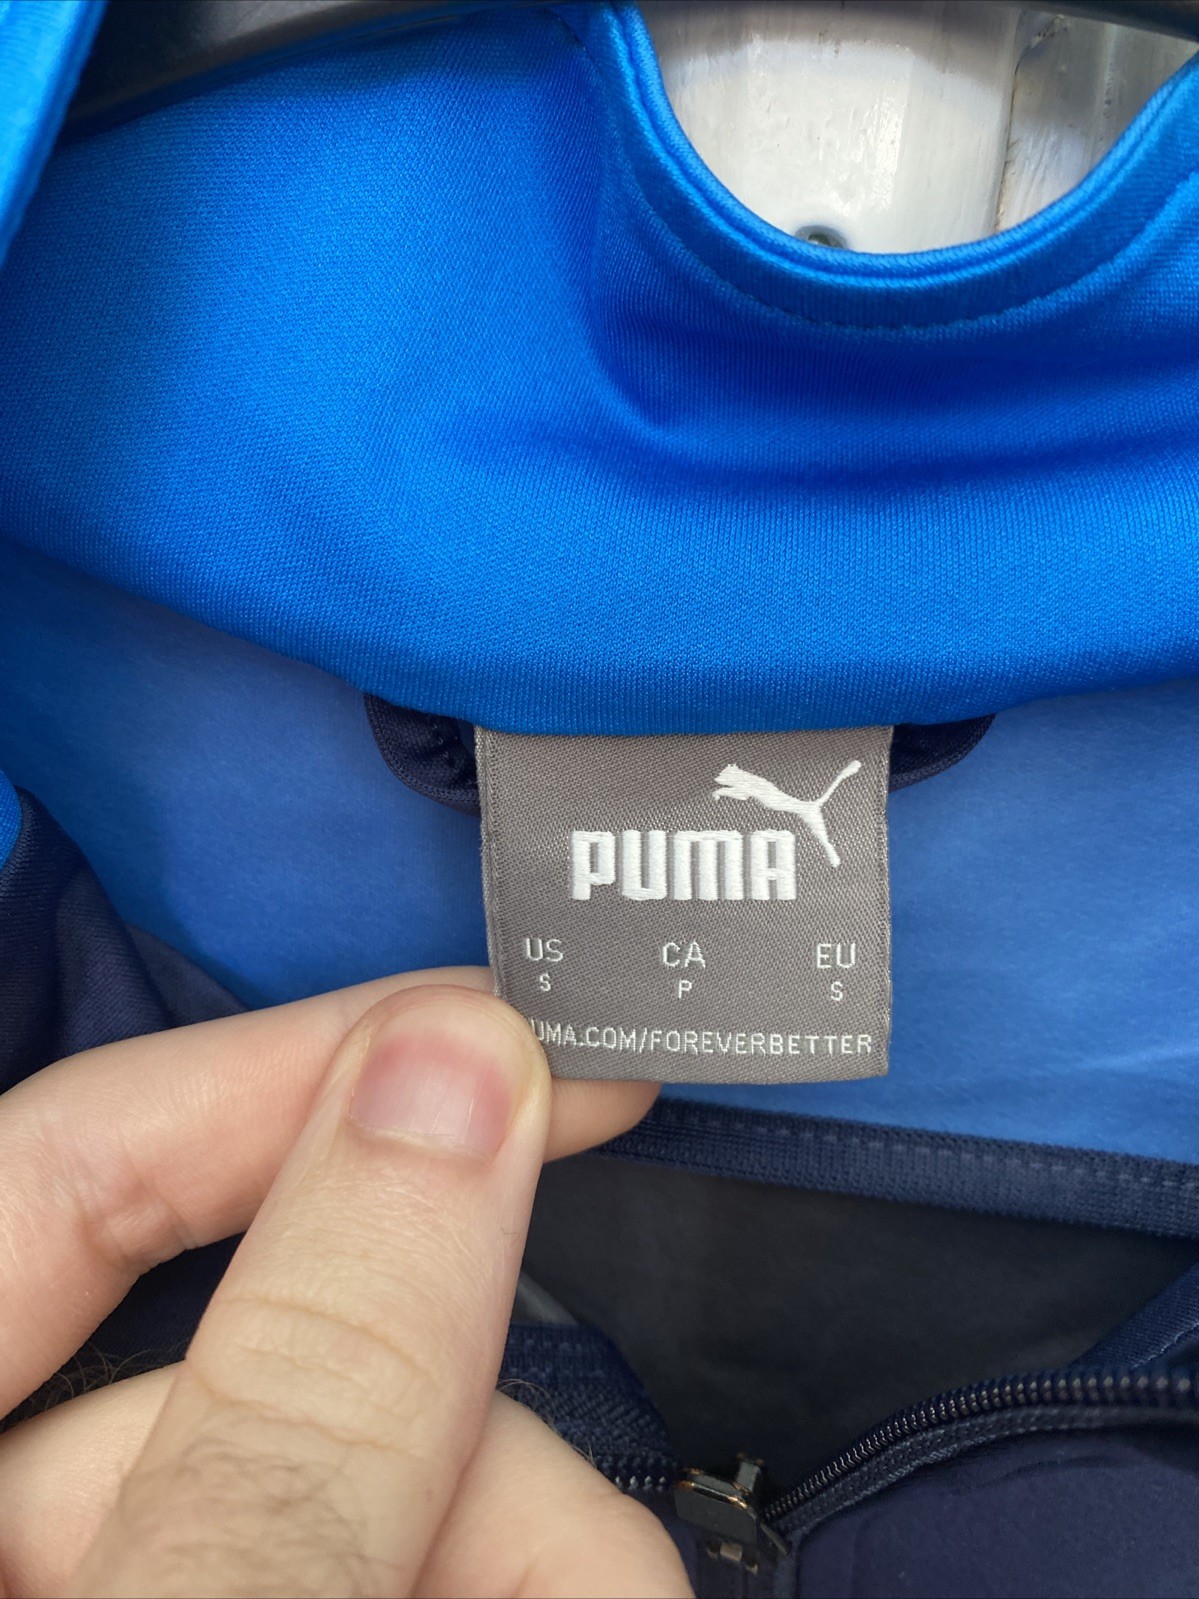 PUMA
US CA EU
S P S
UMA.COM/FOREVERBETTER